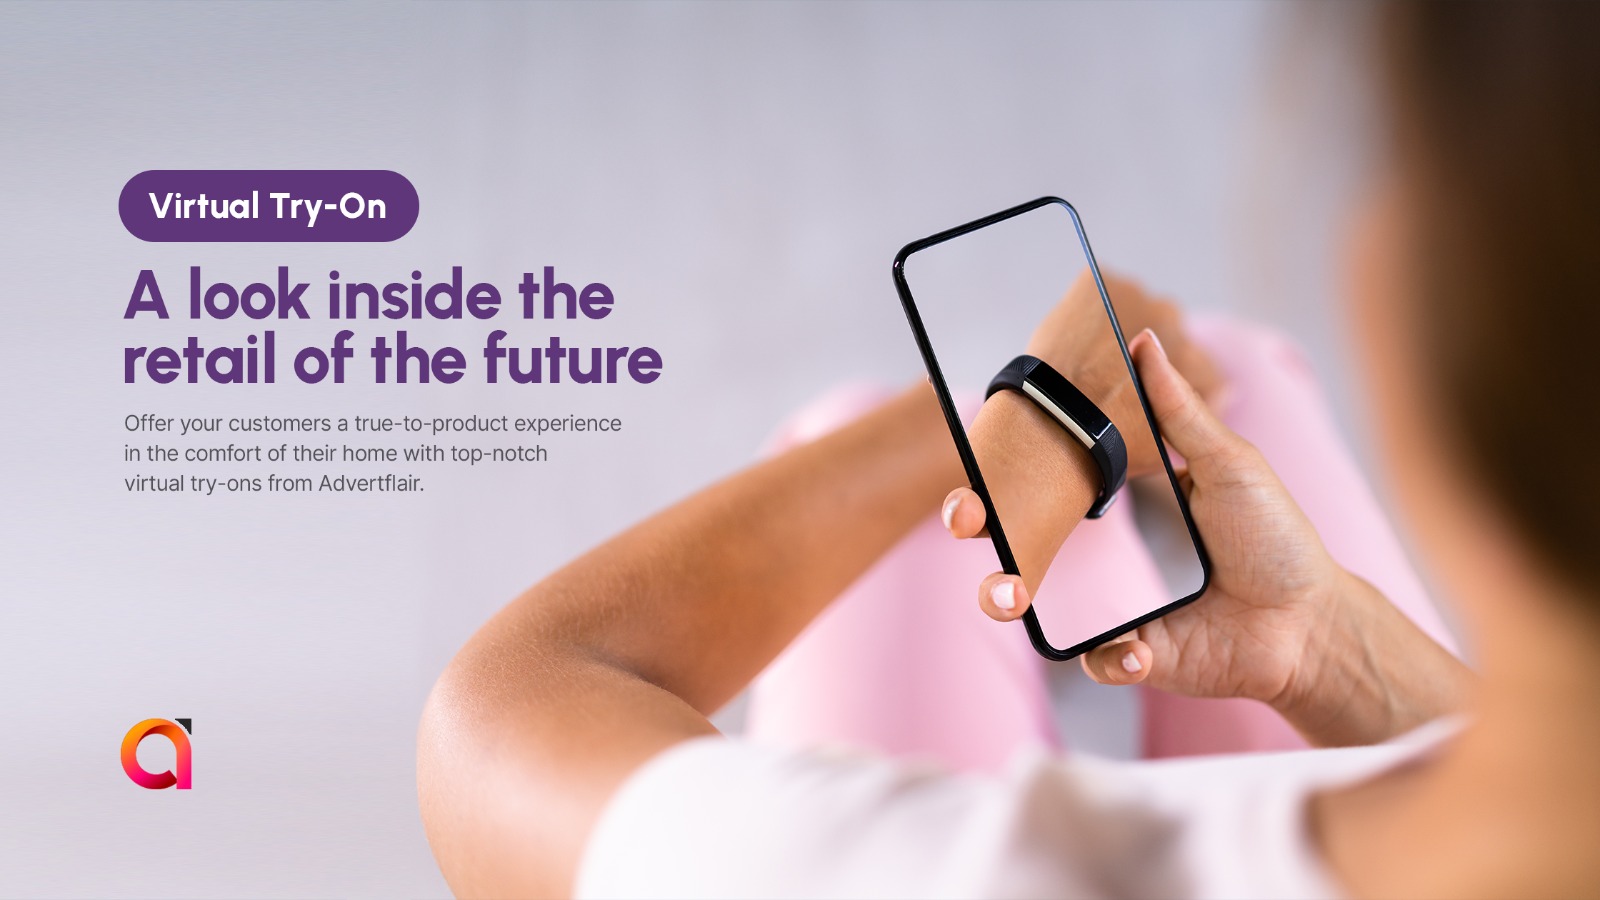 Virtual Try-On
A look inside the
retail of the future
Offer your customers a true-to-product experience
in the comfort of their home with top-notch
virtual try-ons from Advertflair.